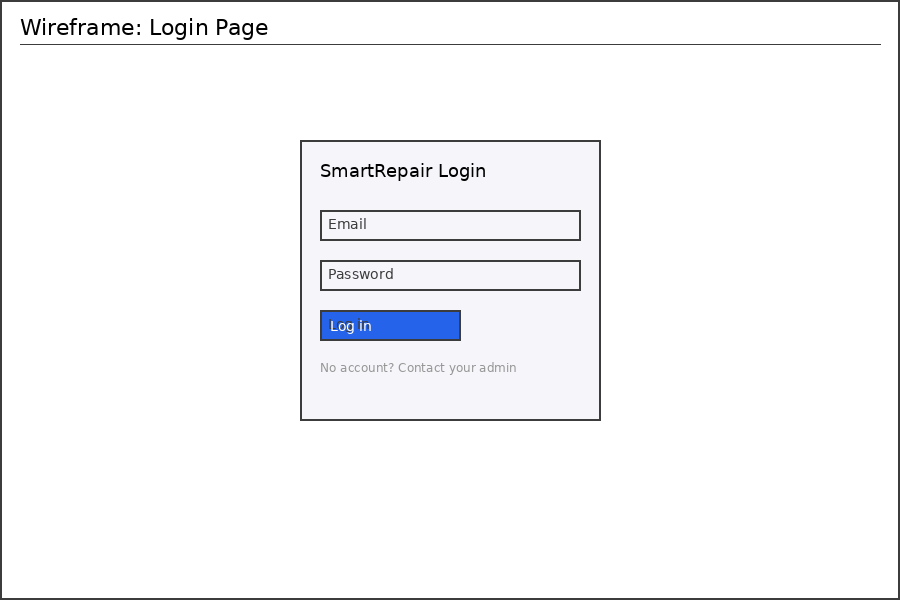 Wireframe: Login Page
SmartRepair Login
Email
Password
Log in
No account? Contact your admin